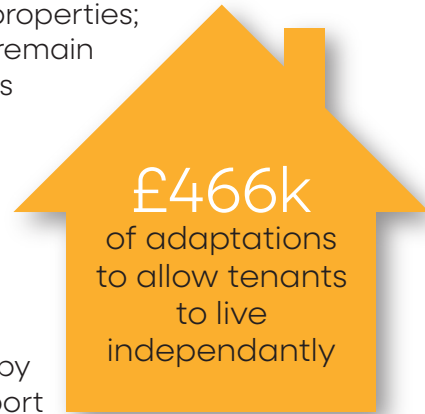 properties;
remain
s
£466k
of adaptations
to allow tenants
to live
independantly
by
port